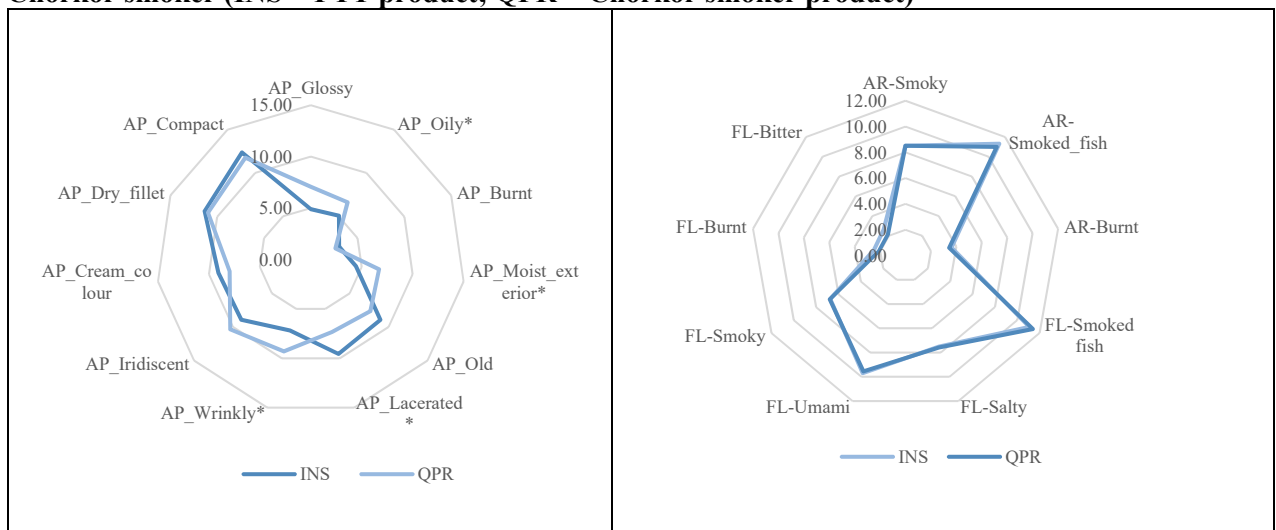 Chorkor smoker (INS = FTT product; QPR = Chorkor smoker product)
AP_Glossy
15.00
AP_Compact
AP_Oily*
10.00
AP_Dry_fillet
AP_Burnt
5.00
0.00
AP_Cream_co
lour
AP_Moist_ext
erior*
AP_Iridiscent
AP_Old
AP_Wrinkly*
AP_Lacerated
*
INS
QPR
AR-Smoky
12.00
FL-Bitter
AR-
Smoked_fish
10.00
8.00
6.00
FL-Burnt
AR-Burnt
4.00
2.00
0.00
FL-Smoky
FL-Smoked
fish
FL-Umami
FL-Salty
INS
QPR